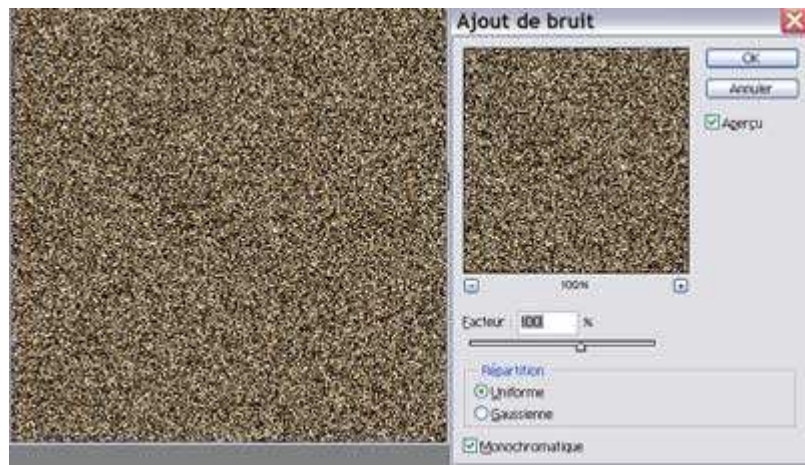 Ajout de bruit
OK
Annuler
Aperçu
100%
Facteur : 100 %
Répartition
Uniforme
Gaussienne
Monochromatique